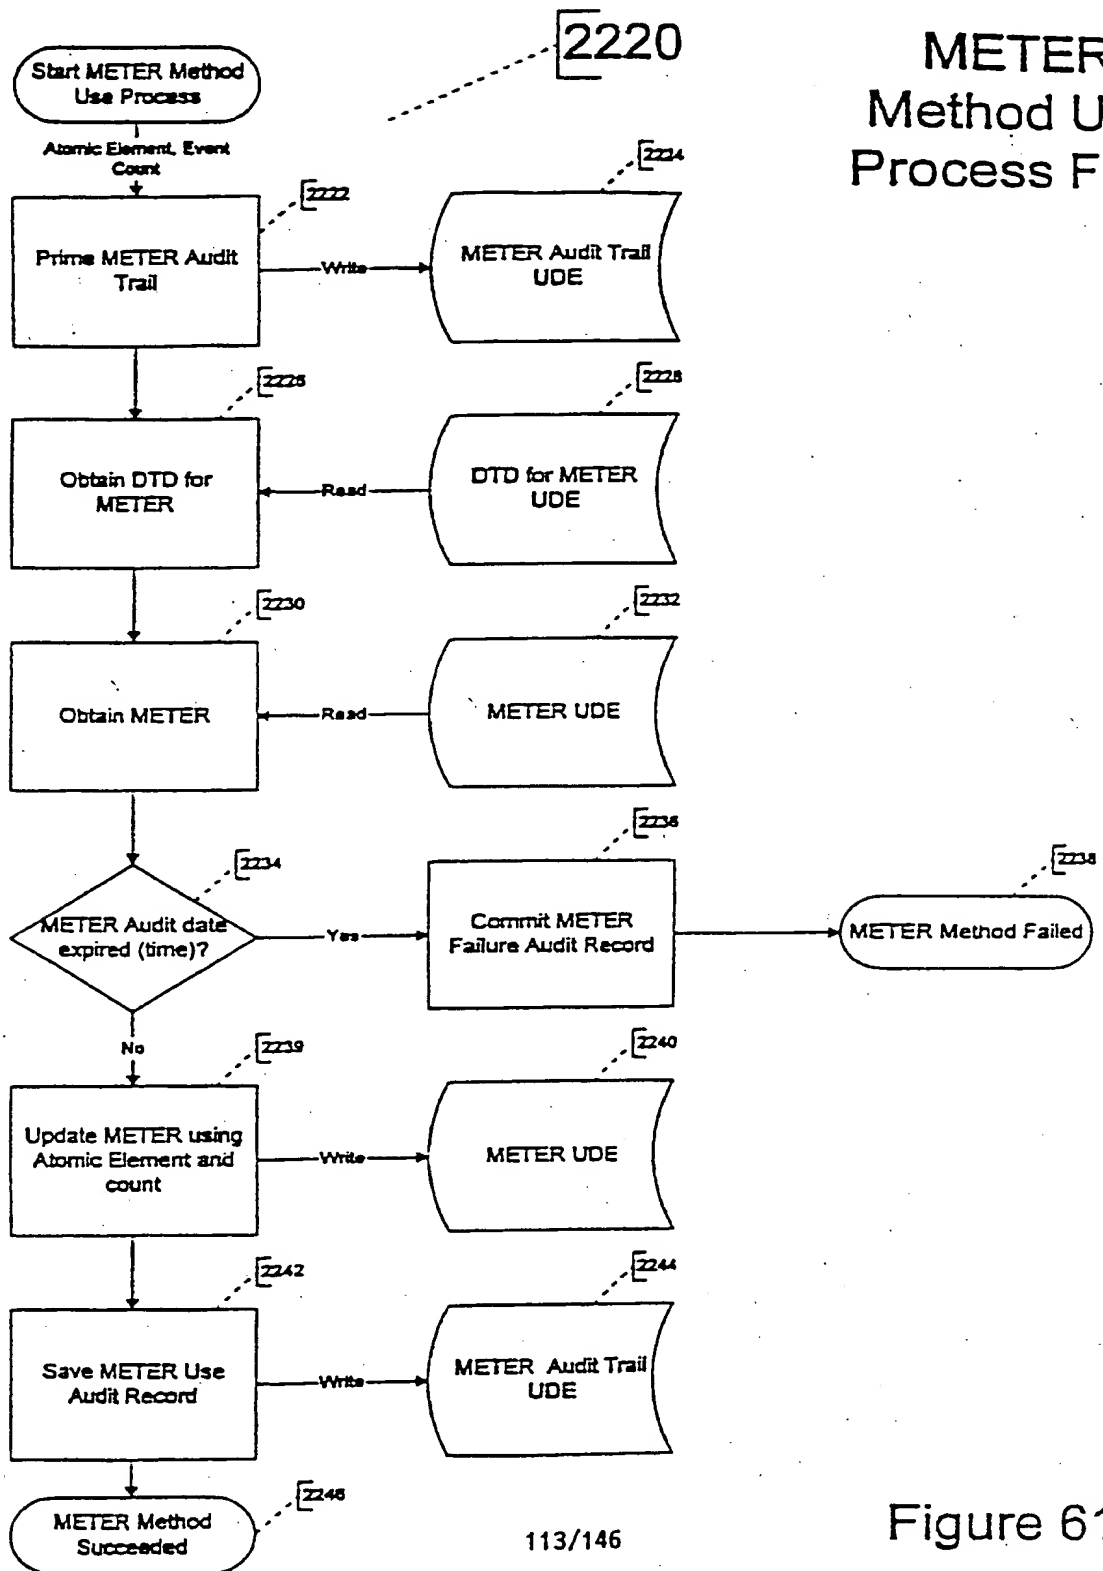 2220
METER
Method U
Process F
Start METER Method
Use Process
Atomic Element, Event
Count
2222
Prime METER Audit
Trail
Write
2224
METER Audit Trail
UDE
2226
Obtain DTD for
METER
Read
2228
DTD for METER
UDE
2230
Obtain METER
Read
2232
METER UDE
2234
METER Audit date
expired (time)?
Yes
2236
Commit METER
Failure Audit Record
2238
METER Method Failed
No
2239
Update METER using
Atomic Element and
count
Write
2240
METER UDE
2242
Save METER Use
Audit Record
Write
2244
METER Audit Trail
UDE
2246
METER Method
Succeeded
113/146
Figure 61